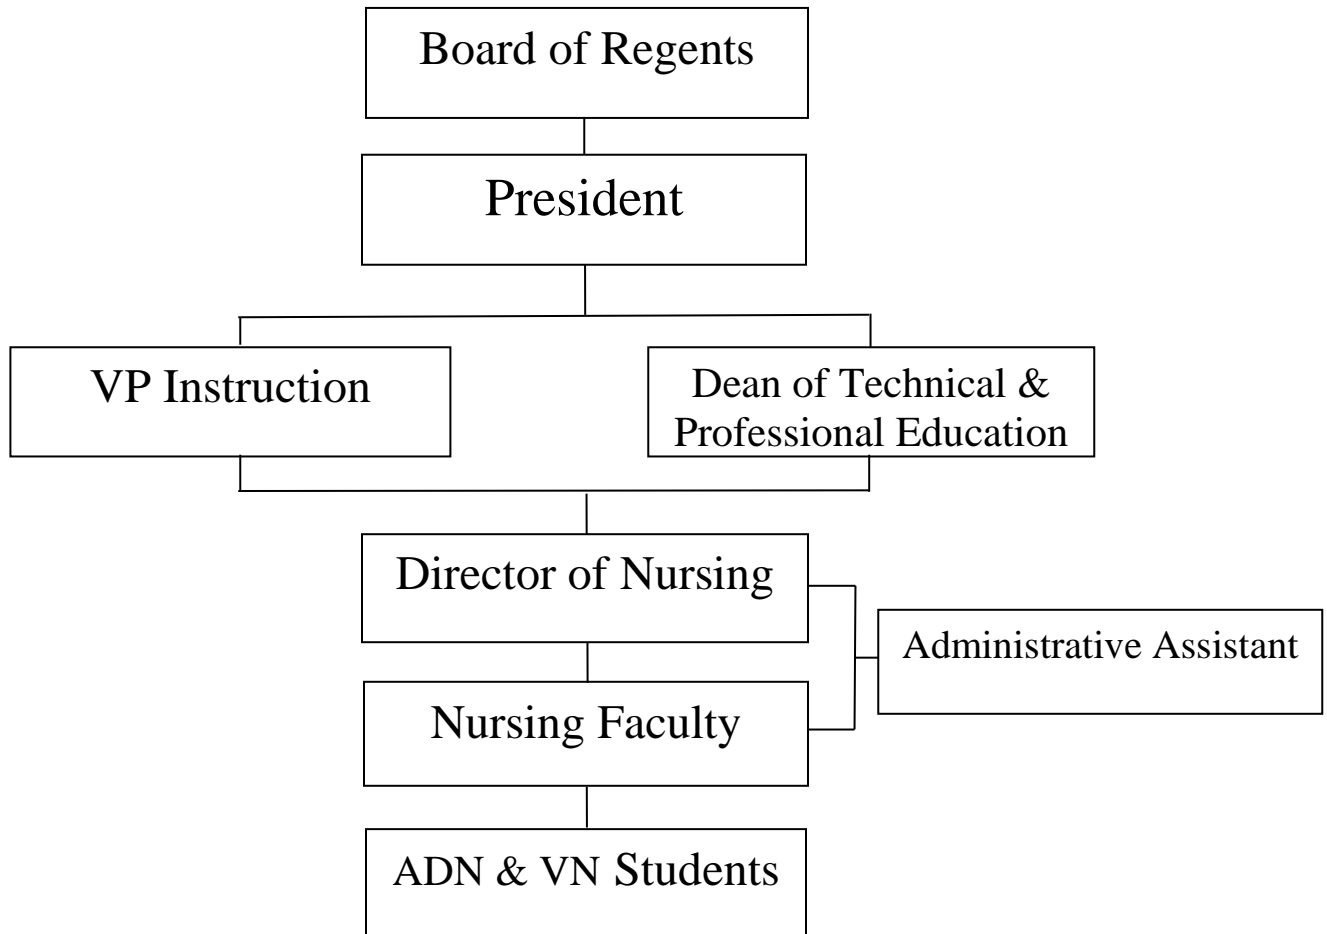 Board of Regents
President
VP Instruction
Dean of Technical &
Professional Education
Director of Nursing
Administrative Assistant
Nursing Faculty
ADN & VN Students